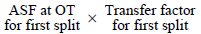 ASF at OT × Transfer factor
for first split for first split